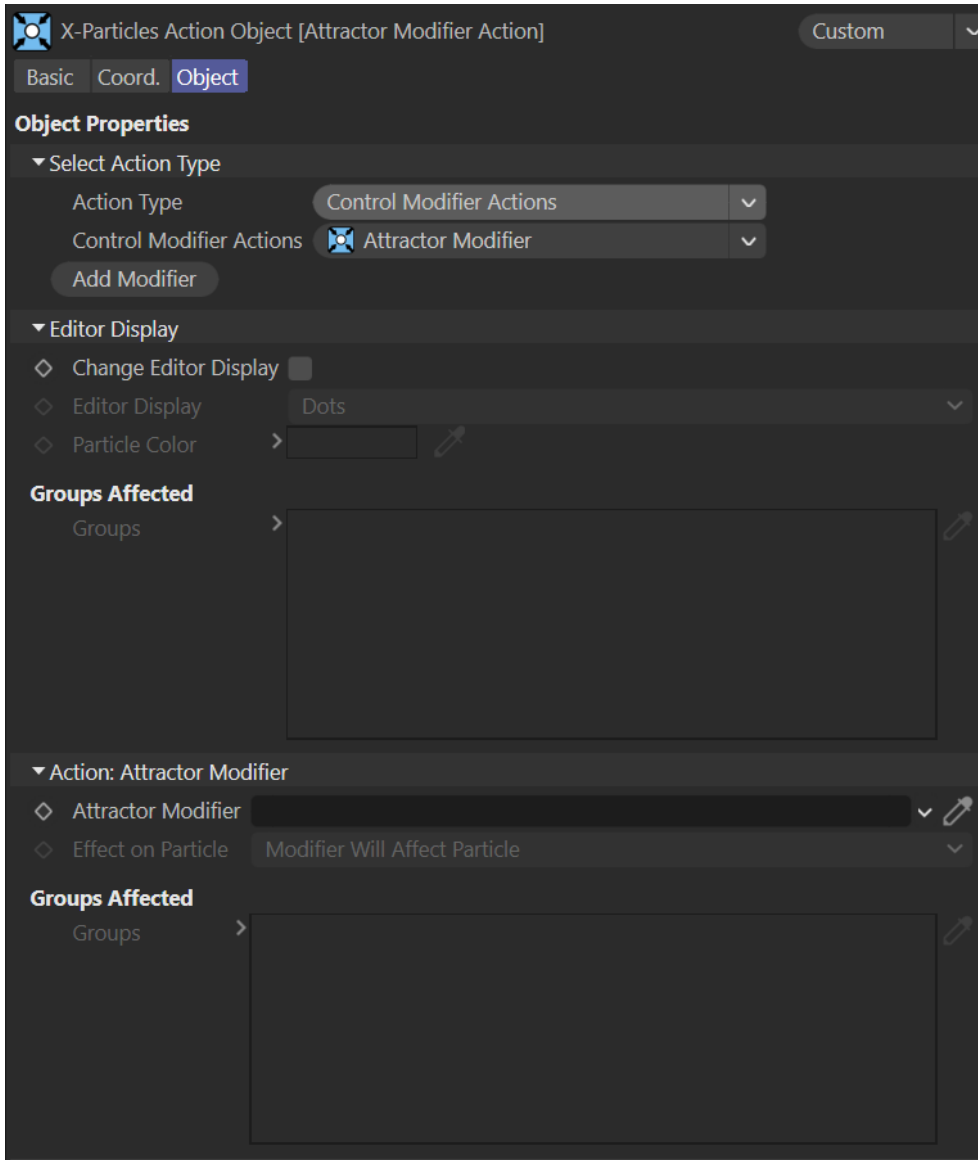 X-Particles Action Object [Attractor Modifier Action]
Custom
Basic Coord. Object
Object Properties
Select Action Type
Action Type Control Modifier Actions
Control Modifier Actions Attractor Modifier
Add Modifier
Editor Display
Change Editor Display
Editor Display Dots
Particle Color
Groups Affected
Groups
Action: Attractor Modifier
Attractor Modifier
Effect on Particle Modifier Will Affect Particle
Groups Affected
Groups